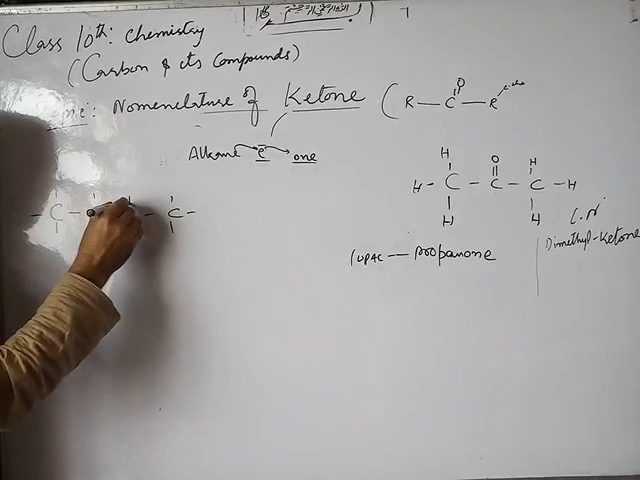 Class 10th: Chemistry
(Carbon & its Compounds)
Nomenclature of Ketone
R — C — R
O
Alkane e one
H O H
H - C - C - C - H
H H
IUPAC — propanone
C.N
Dimethyl-Ketone
- C - C -